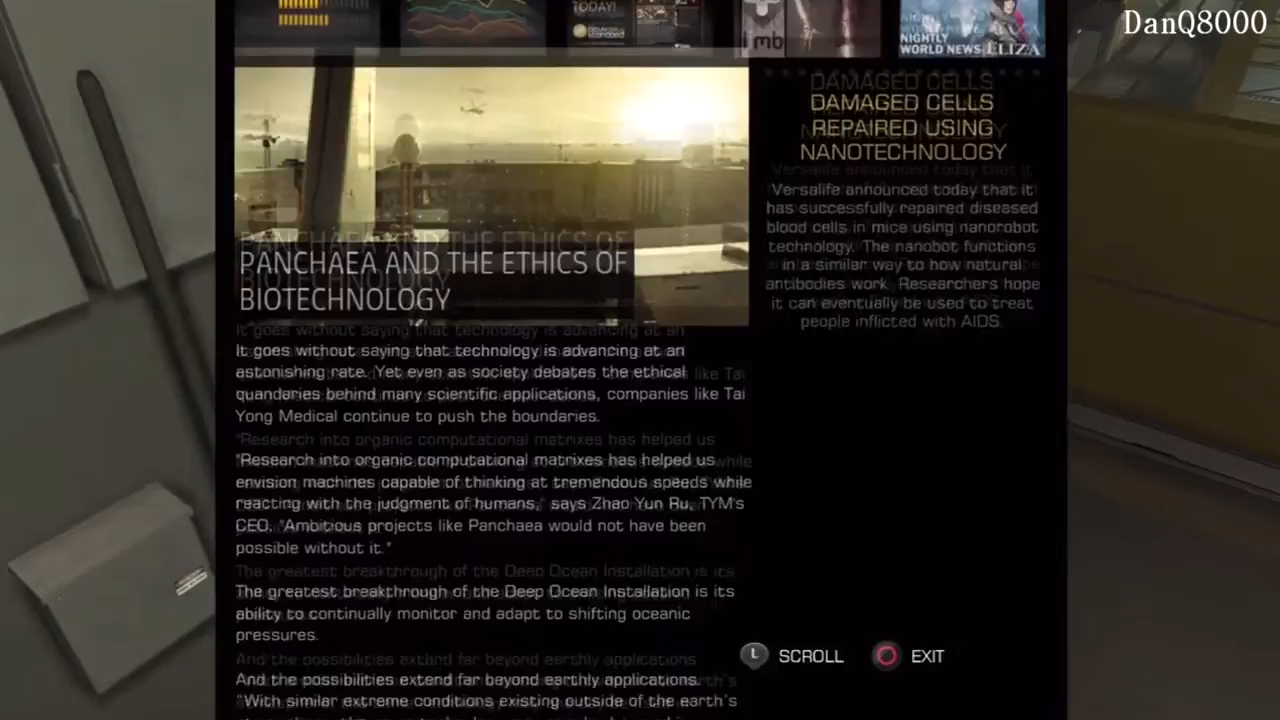 DanQ8000
TODAY!
mb
NIGHTLY
WORLD NEWS
ELIZA
PANCHAEA AND THE ETHICS OF
BIOTECHNOLOGY
It goes without saying that technology is advancing at an
astonishing rate. Yet even as society debates the ethical
quandaries behind many scientific applications, companies like Tai
Yong Medical continue to push the boundaries.
"Research into organic computational matrixes has helped us
envision machines capable of thinking at tremendous speeds while
reacting with the judgment of humans," says Zhao Yun Ru, TYM's
CEO. "Ambitious projects like Panchaea would not have been
possible without it."
The greatest breakthrough of the Deep Ocean Installation is its
ability to continually monitor and adapt to shifting oceanic
pressures.
And the possibilities extend far beyond earthly applications.
"With similar extreme conditions existing outside of the earth's
DAMAGED CELLS
REPAIRED USING
NANOTECHNOLOGY
Versalife announced today that it
has successfully repaired diseased
blood cells in mice using nanorobot
technology. The nanobot functions
in a similar way to how natural
antibodies work. Researchers hope
it can eventually be used to treat
people inflicted with AIDS.
L SCROLL
EXIT